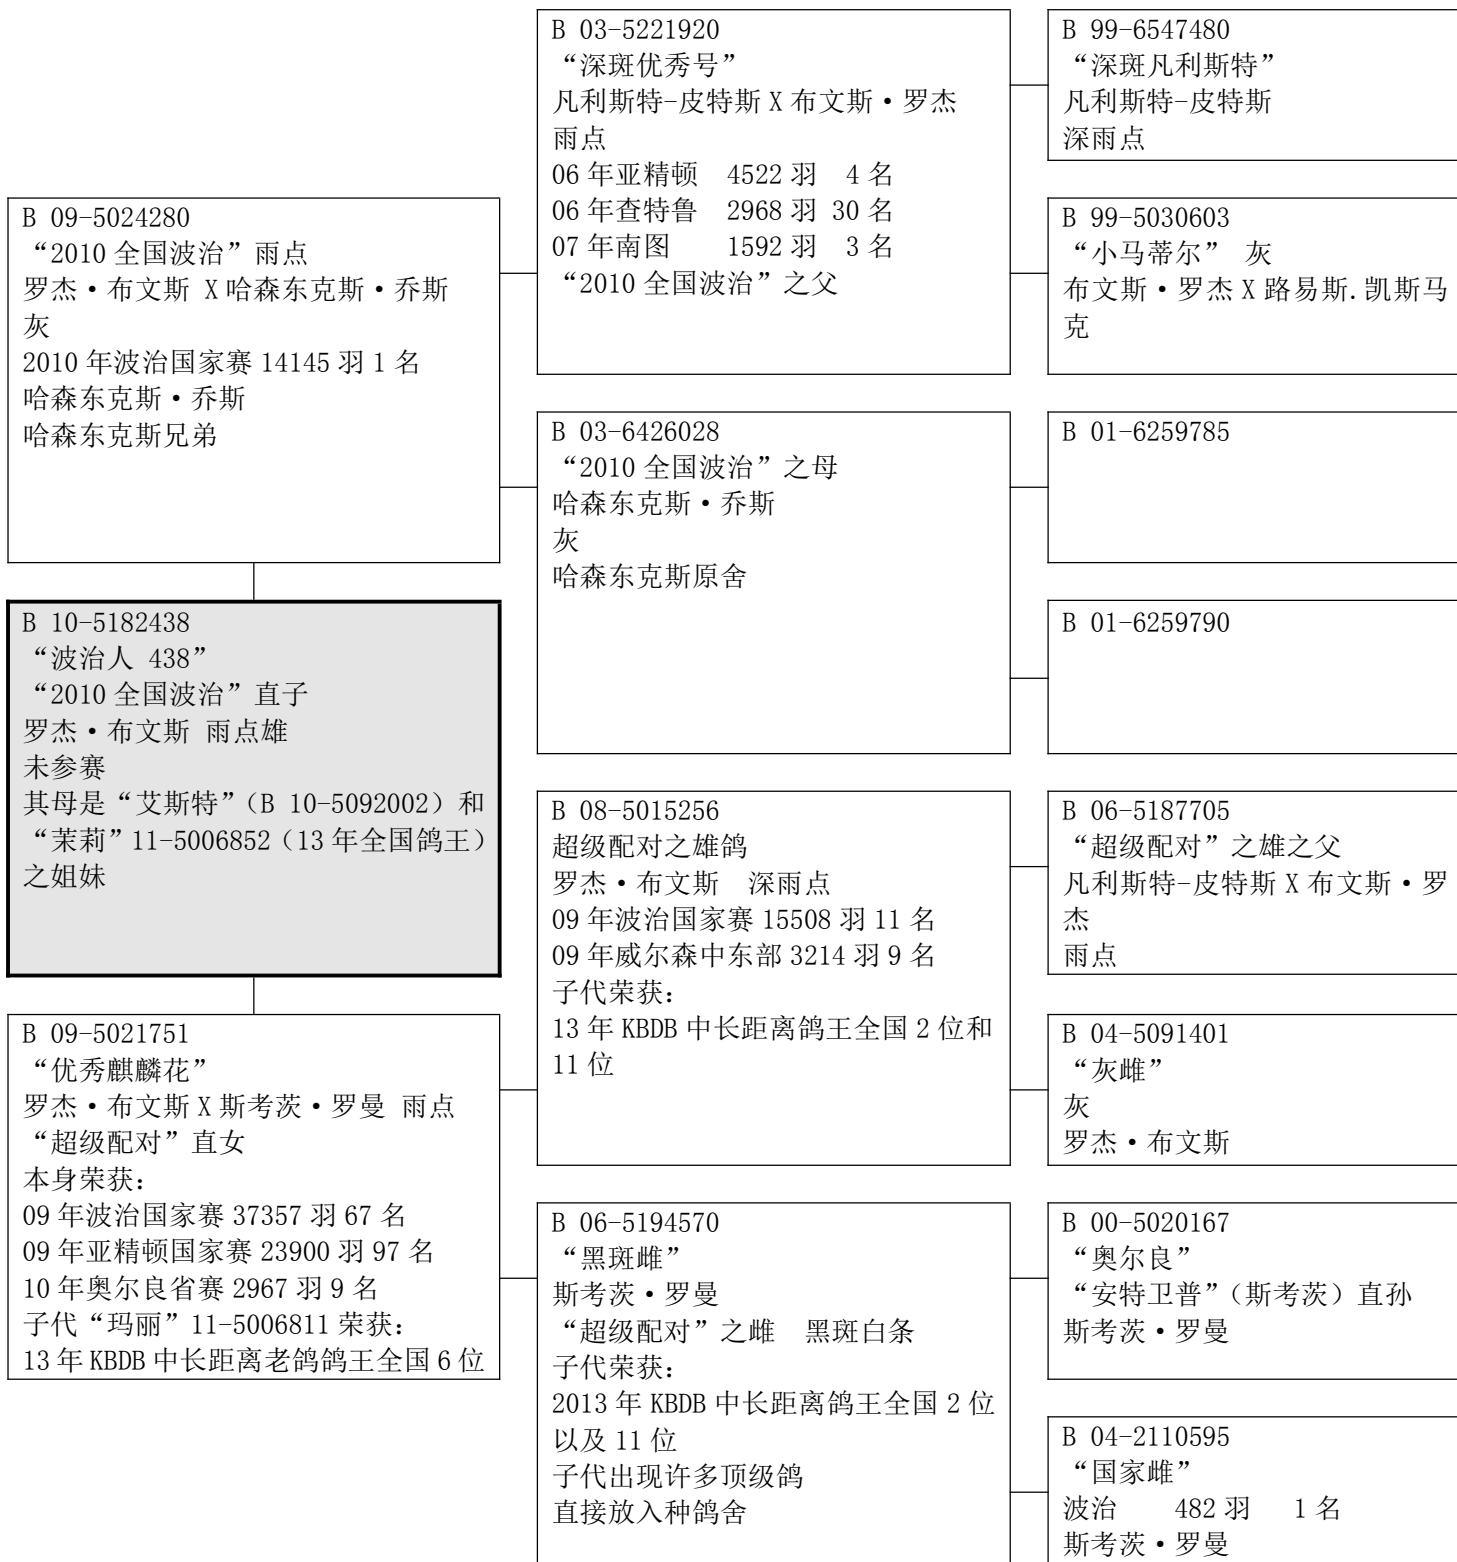 B 03-5221920
“深斑优秀号”
凡利斯特-皮特斯 X 布文斯·罗杰
雨点
06 年亚精顿 4522 羽 4 名
06 年查特鲁 2968 羽 30 名
07 年南图 1592 羽 3 名
“2010 全国波治”之父
B 99-6547480
“深斑凡利斯特”
凡利斯特-皮特斯
深雨点
B 99-5030603
“小马蒂尔” 灰
布文斯·罗杰 X 路易斯.凯斯马
克
B 09-5024280
“2010 全国波治”雨点
罗杰·布文斯 X 哈森东克斯·乔斯
灰
2010 年波治国家赛 14145 羽 1 名
哈森东克斯·乔斯
哈森东克斯兄弟
B 03-6426028
“2010 全国波治”之母
哈森东克斯·乔斯
灰
哈森东克斯原舍
B 01-6259785
B 01-6259790
B 10-5182438
“波治人 438”
“2010 全国波治”直子
罗杰·布文斯 雨点雄
未参赛
其母是“艾斯特”（B 10-5092002）和
“茉莉”11-5006852（13 年全国鸽王）
之姐妹
B 08-5015256
超级配对之雄鸽
罗杰·布文斯 深雨点
09 年波治国家赛 15508 羽 11 名
09 年威尔森中东部 3214 羽 9 名
子代荣获：
13 年 KBDB 中长距离鸽王全国 2 位和
11 位
B 06-5187705
“超级配对”之雄之父
凡利斯特-皮特斯 X 布文斯·罗
杰
雨点
B 04-5091401
“灰雌”
灰
罗杰·布文斯
B 09-5021751
“优秀麒麟花”
罗杰·布文斯 X 斯考茨·罗曼 雨点
“超级配对”直女
本身荣获：
09 年波治国家赛 37357 羽 67 名
09 年亚精顿国家赛 23900 羽 97 名
10 年奥尔良省赛 2967 羽 9 名
子代“玛丽”11-5006811 荣获：
13 年 KBDB 中长距离老鸽鸽王全国 6 位
B 06-5194570
“黑斑雌”
斯考茨·罗曼
“超级配对”之雌 黑斑白条
子代荣获：
2013 年 KBDB 中长距离鸽王全国 2 位
以及 11 位
子代出现许多顶级鸽
直接放入种鸽舍
B 00-5020167
“奥尔良”
“安特卫普”（斯考茨）直孙
斯考茨·罗曼
B 04-2110595
“国家雌”
波治 482 羽 1 名
斯考茨·罗曼